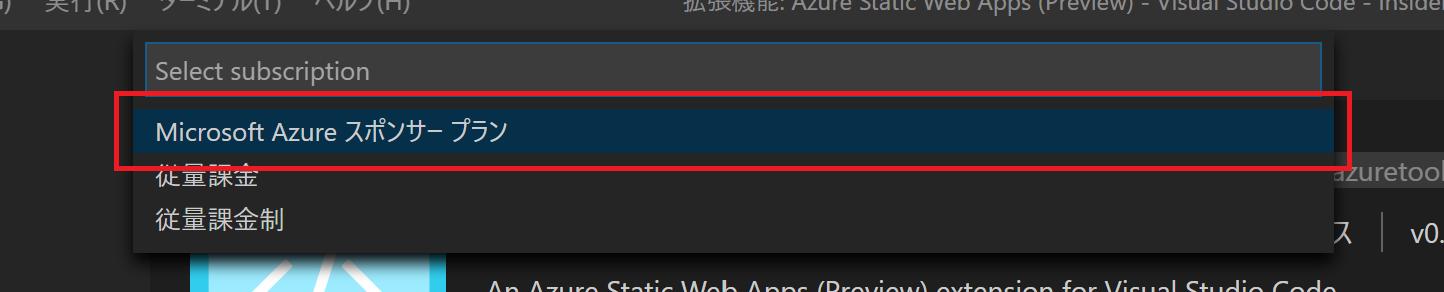 実行(R) ターミナル(T) ヘルプ(H) 拡張機能: Azure Static Web Apps (Preview) - Visual Studio Code - Insider
Select subscription
Microsoft Azure スポンサー プラン
従量課金
azuretool
従量課金制
ス v0.
An Azure Static Web Apps (Preview) extension for Visual Studio Code